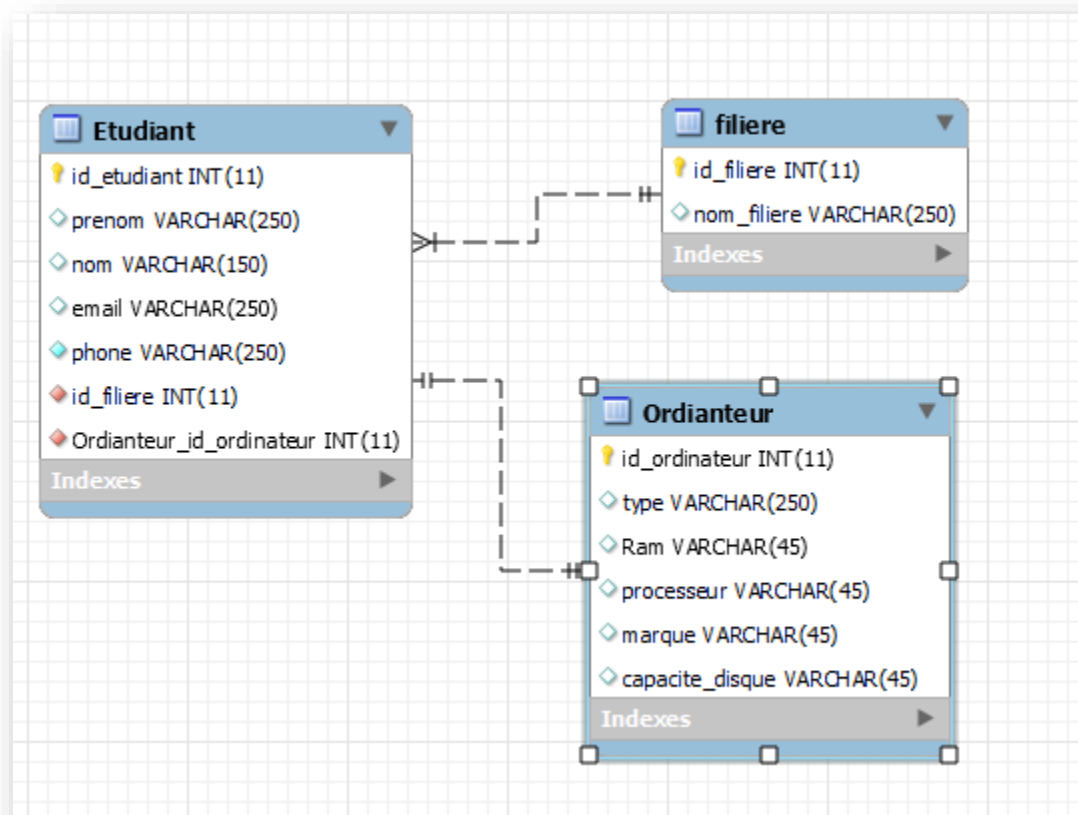 Etudiant
id_etudiant INT(11)
prenom VARCHAR(250)
nom VARCHAR(150)
email VARCHAR(250)
phone VARCHAR(250)
id_filiere INT(11)
Ordianteur_id_ordinateur INT(11)
Indexes
filiere
id_filiere INT(11)
nom_filiere VARCHAR(250)
Indexes
Ordianteur
id_ordinateur INT(11)
type VARCHAR(250)
Ram VARCHAR(45)
processeur VARCHAR(45)
marque VARCHAR(45)
capacite_disque VARCHAR(45)
Indexes